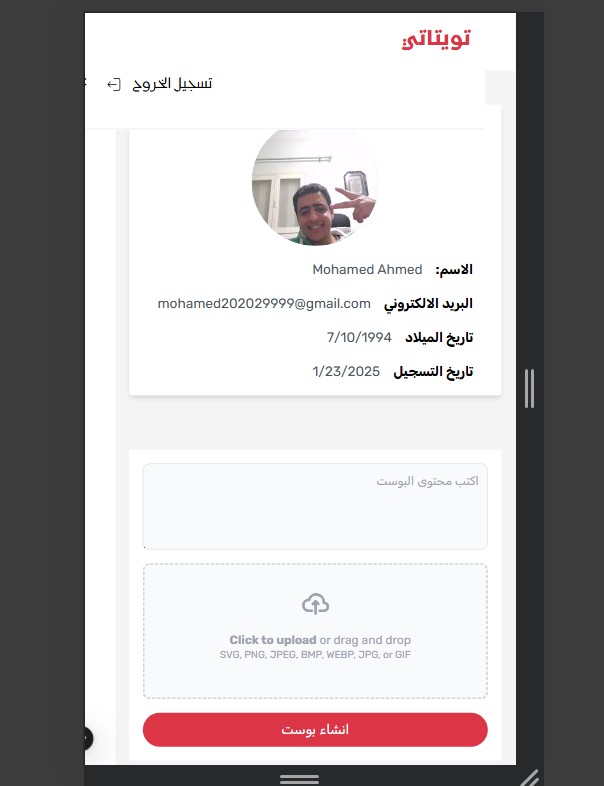 تويتاتي
تسجيل الخروج
الاسم: Mohamed Ahmed
البريد الالكتروني mohamed202029999@gmail.com
تاريخ الميلاد 7/10/1994
تاريخ التسجيل 1/23/2025
اكتب محتوى البوست
Click to upload or drag and drop
SVG, PNG, JPEG, BMP, WEBP, JPG, or GIF
انشاء بوست